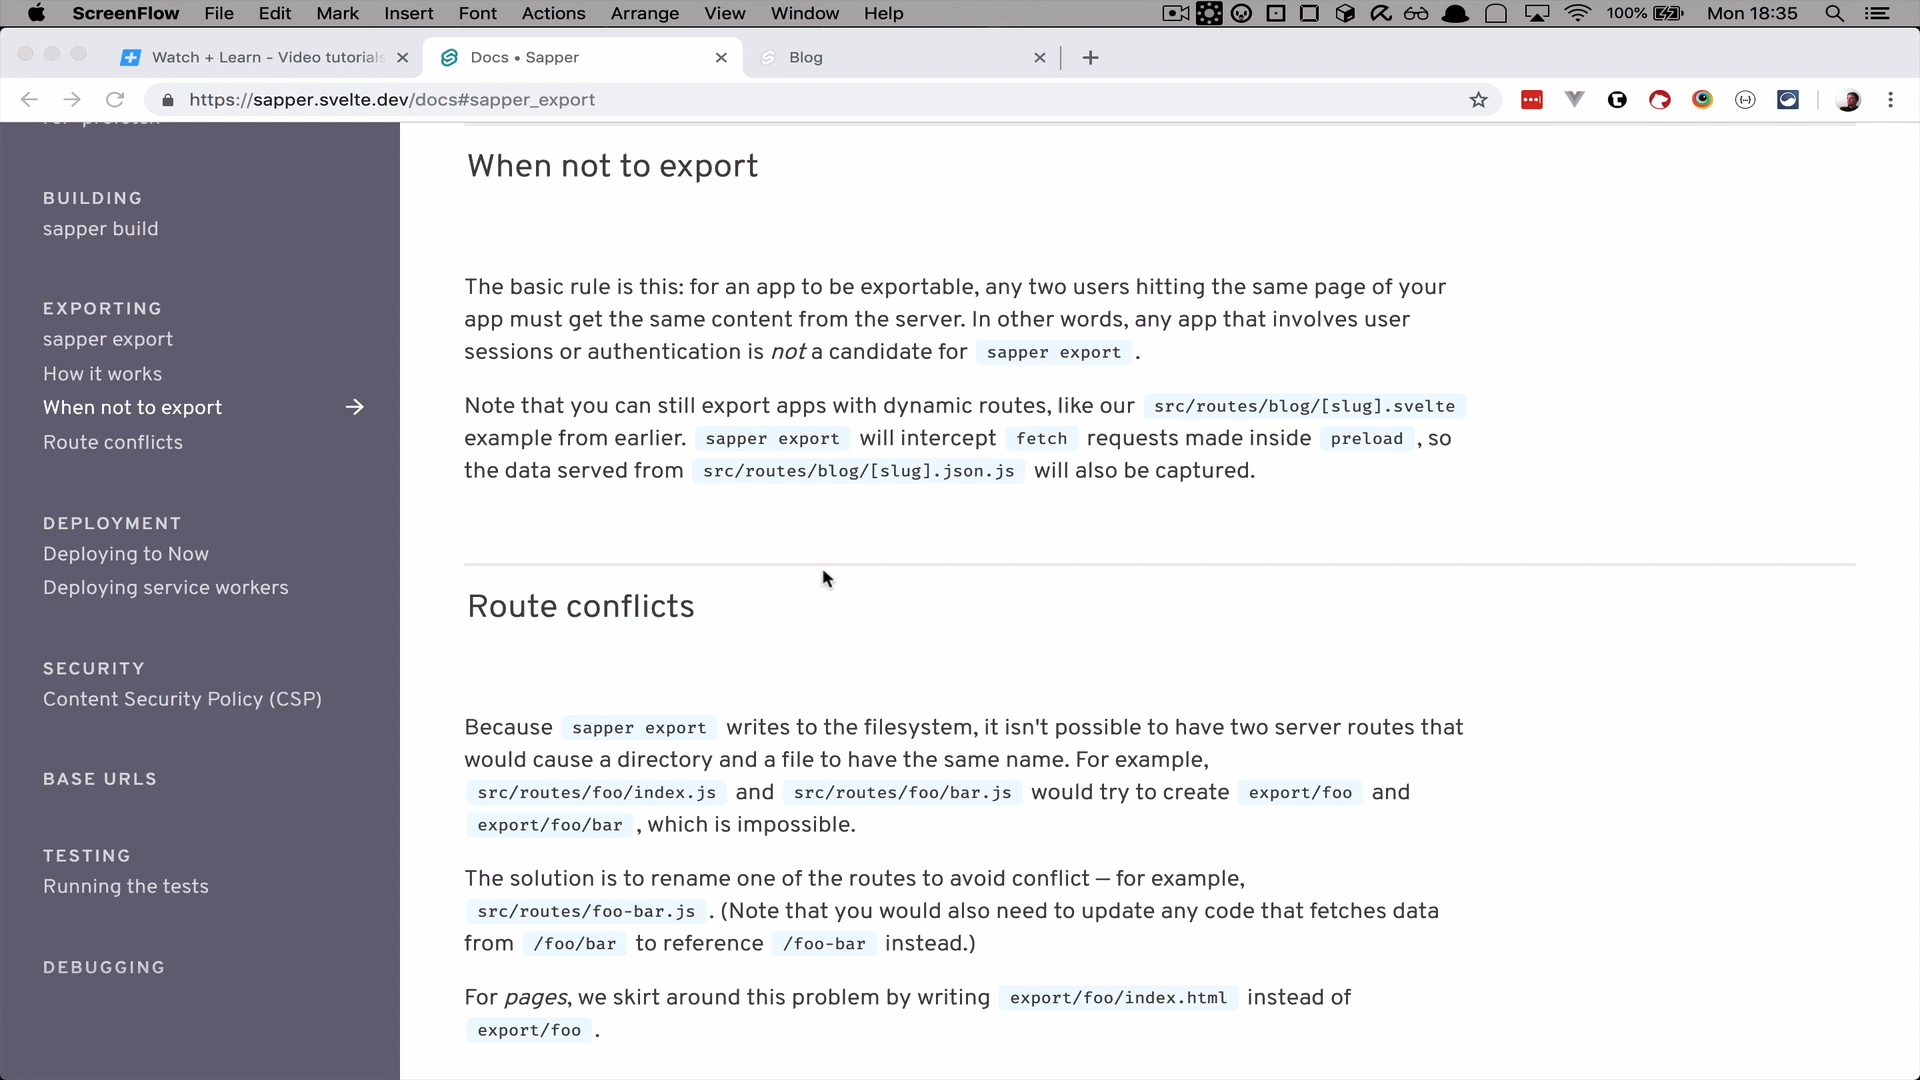 ScreenFlow File Edit Mark Insert Font Actions Arrange View Window Help 100% Mon 18:35
Watch + Learn - Video tutorials Docs • Sapper Blog
https://sapper.svelte.dev/docs#sapper_export
BUILDING
sapper build
EXPORTING
sapper export
How it works
When not to export
Route conflicts
DEPLOYMENT
Deploying to Now
Deploying service workers
SECURITY
Content Security Policy (CSP)
BASE URLS
TESTING
Running the tests
DEBUGGING
When not to export
The basic rule is this: for an app to be exportable, any two users hitting the same page of your
app must get the same content from the server. In other words, any app that involves user
sessions or authentication is not a candidate for sapper export .
Note that you can still export apps with dynamic routes, like our src/routes/blog/[slug].svelte
example from earlier. sapper export will intercept fetch requests made inside preload , so
the data served from src/routes/blog/[slug].json.js will also be captured.
Route conflicts
Because sapper export writes to the filesystem, it isn't possible to have two server routes that
would cause a directory and a file to have the same name. For example,
src/routes/foo/index.js and src/routes/foo/bar.js would try to create export/foo and
export/foo/bar , which is impossible.
The solution is to rename one of the routes to avoid conflict — for example,
src/routes/foo-bar.js . (Note that you would also need to update any code that fetches data
from /foo/bar to reference /foo-bar instead.)
For pages, we skirt around this problem by writing export/foo/index.html instead of
export/foo .